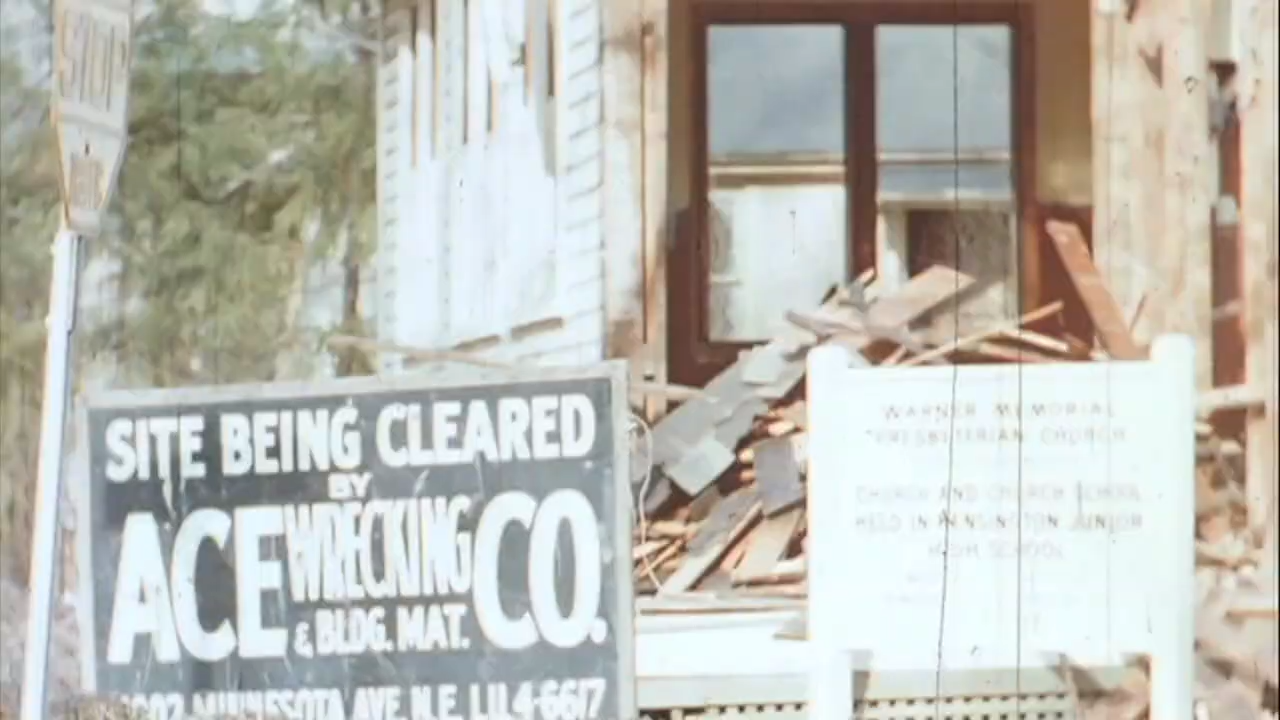 STOP
SITE BEING CLEARED
BY
ACE WRECKING CO.
& BLDG. MAT.
MINNESOTA AVE. N.E. LU.4-6617
WARNER MEMORIAL
PRESBYTERIAN CHURCH
CHURCH AND CHURCH SCHOOL
HELD IN KENSINGTON JUNIOR
HIGH SCHOOL